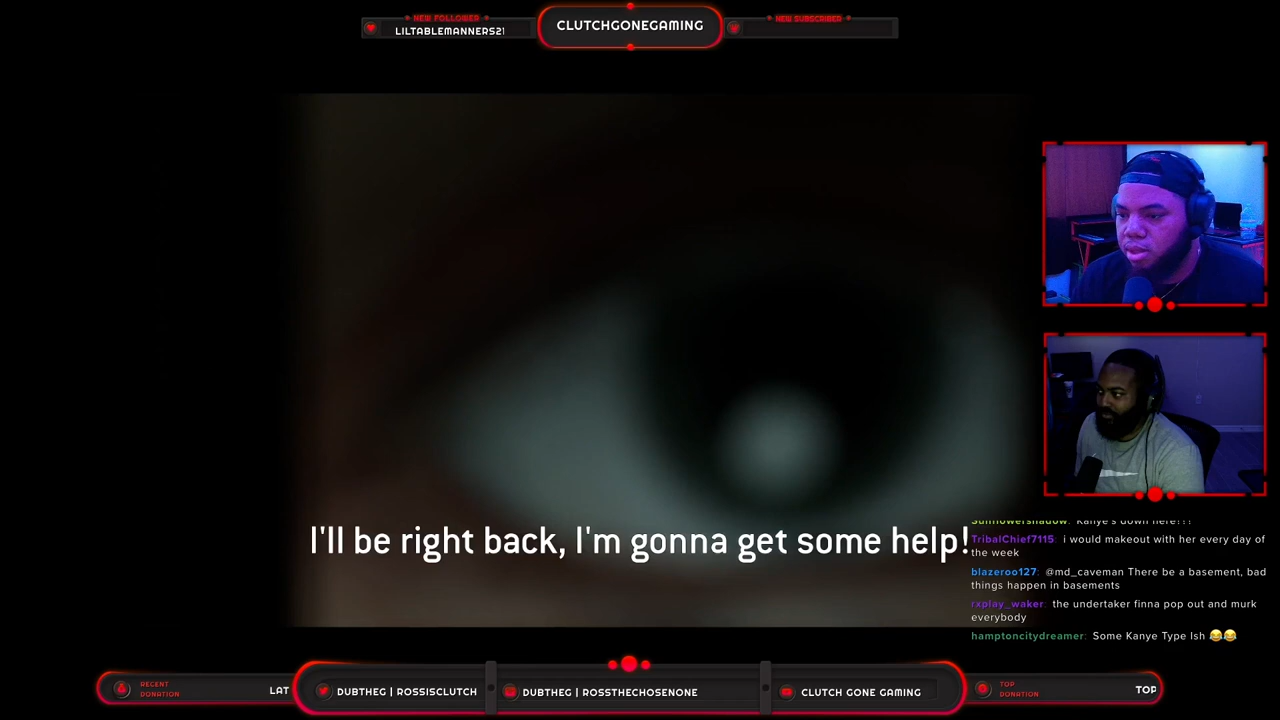 NEW FOLLOWER
LILTABLEMANNERS21
CLUTCHGONEGAMING
NEW SUBSCRIBER
I'll be right back, I'm gonna get some help!
Sunflowershadow: Kanye's down here!!!
TribalChief7115: i would makeout with her every day of
the week
blazeroo127: @md_caveman There be a basement, bad
things happen in basements
rxplay_waker: the undertaker finna pop out and murk
everybody
hamptoncitydreamer: Some Kanye Type Ish 😂😂
RECENT
DONATION
LAT
DUBTHEG | ROSSISCLUTCH
DUBTHEG | ROSSTHECHOSENONE
CLUTCH GONE GAMING
TOP
DONATION
TOP